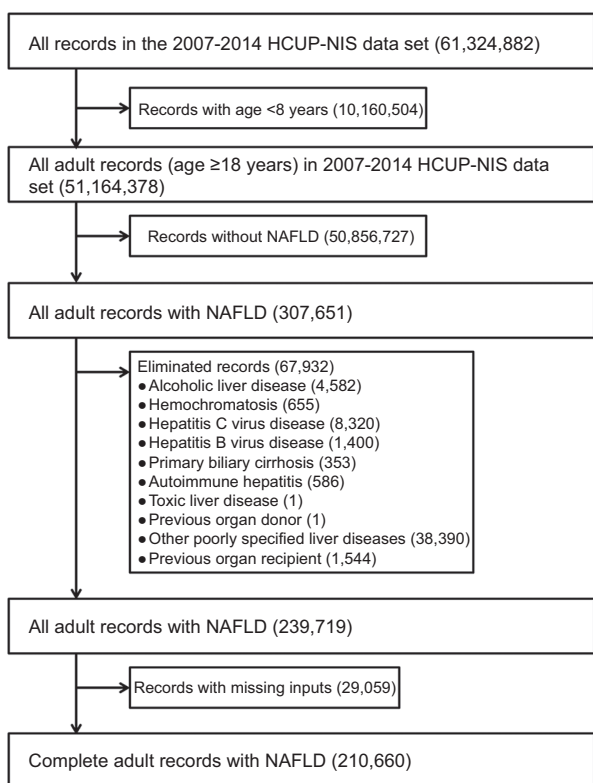 All records in the 2007-2014 HCUP-NIS data set (61,324,882)
Records with age <8 years (10,160,504)
All adult records (age ≥18 years) in 2007-2014 HCUP-NIS data
set (51,164,378)
Records without NAFLD (50,856,727)
All adult records with NAFLD (307,651)
Eliminated records (67,932)
●Alcoholic liver disease (4,582)
●Hemochromatosis (655)
●Hepatitis C virus disease (8,320)
●Hepatitis B virus disease (1,400)
●Primary biliary cirrhosis (353)
●Autoimmune hepatitis (586)
●Toxic liver disease (1)
●Previous organ donor (1)
●Other poorly specified liver diseases (38,390)
●Previous organ recipient (1,544)
All adult records with NAFLD (239,719)
Records with missing inputs (29,059)
Complete adult records with NAFLD (210,660)